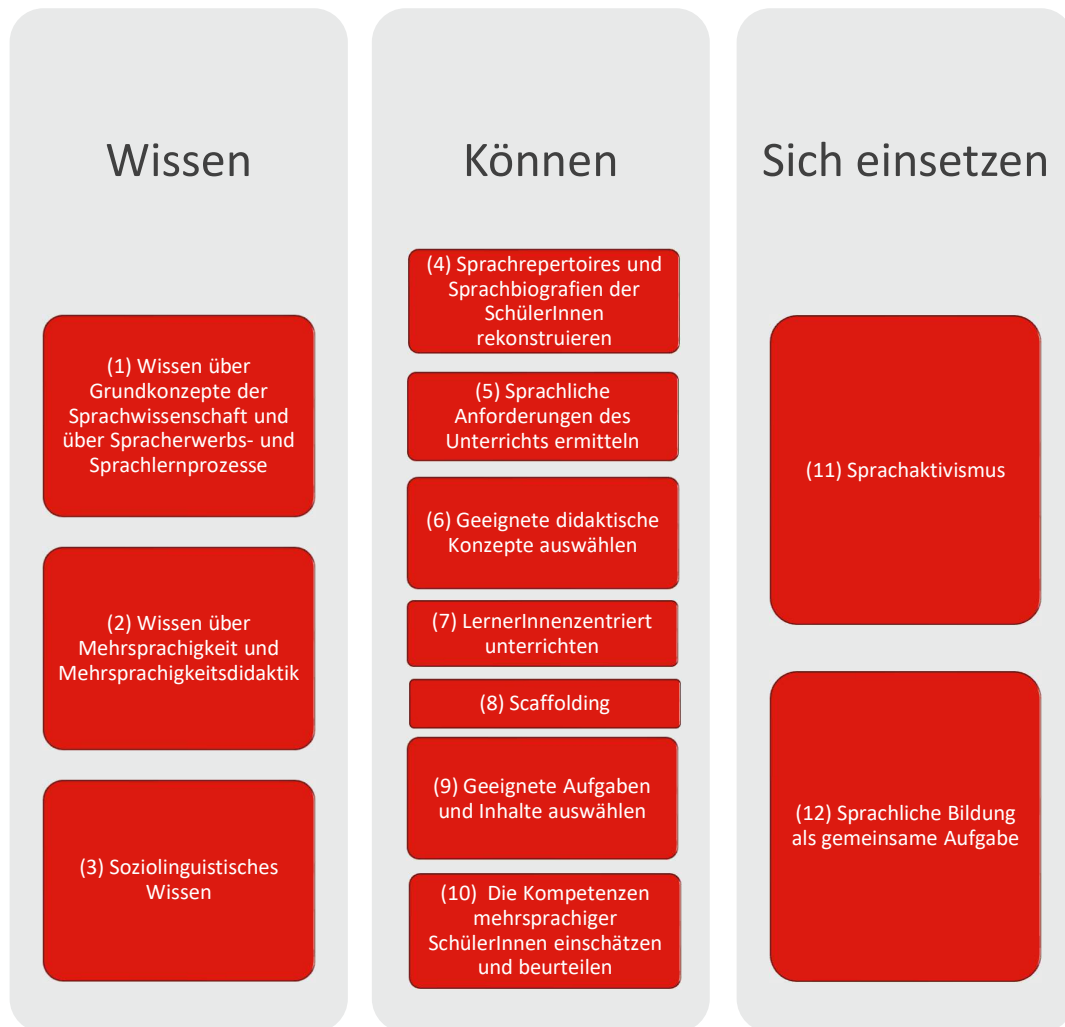 Wissen
(1) Wissen über
Grundkonzepte der
Sprachwissenschaft und
über Spracherwerbs- und
Sprachlernprozesse
(2) Wissen über
Mehrsprachigkeit und
Mehrsprachigkeitsdidaktik
(3) Soziolinguistisches
Wissen
Können
(4) Sprachrepertoires und
Sprachbiografien der
SchülerInnen
rekonstruieren
(5) Sprachliche
Anforderungen des
Unterrichts ermitteln
(6) Geeignete didaktische
Konzepte auswählen
(7) LernerInnenzentriert
unterrichten
(8) Scaffolding
(9) Geeignete Aufgaben
und Inhalte auswählen
(10) Die Kompetenzen
mehrsprachiger
SchülerInnen einschätzen
und beurteilen
Sich einsetzen
(11) Sprachaktivismus
(12) Sprachliche Bildung
als gemeinsame Aufgabe